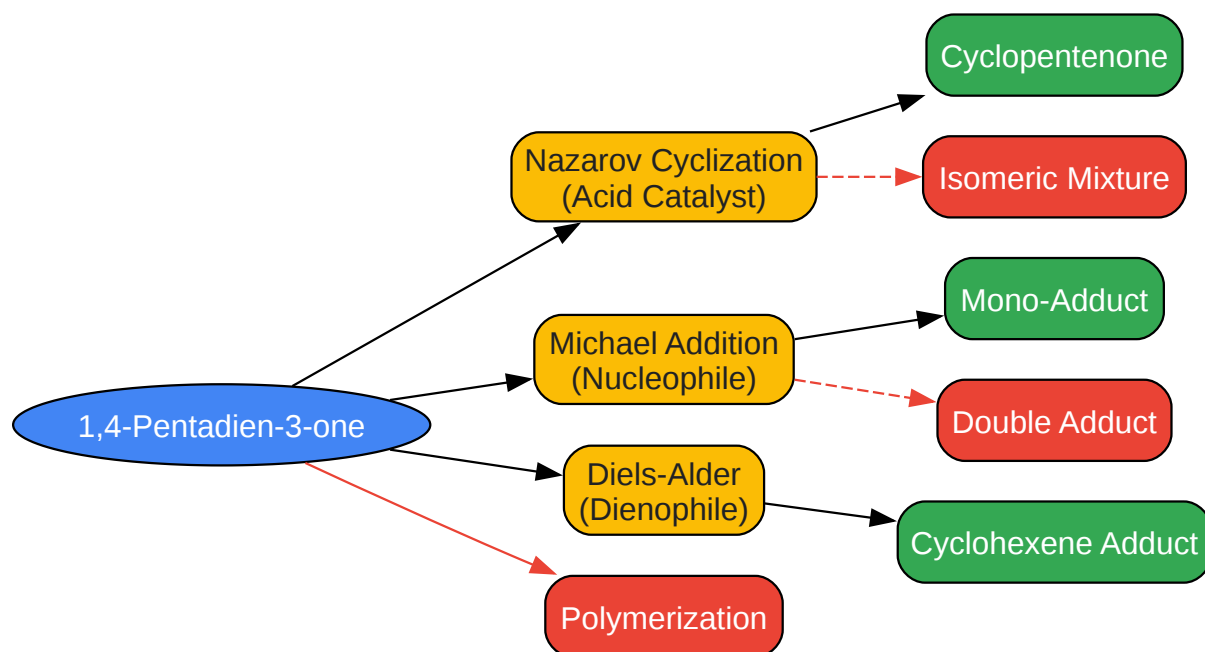 Cyclopentenone
Nazarov Cyclization
(Acid Catalyst)
Isomeric Mixture
Mono-Adduct
Michael Addition
(Nucleophile)
1,4-Pentadien-3-one
Double Adduct
Diels-Alder
(Dienophile)
Cyclohexene Adduct
Polymerization